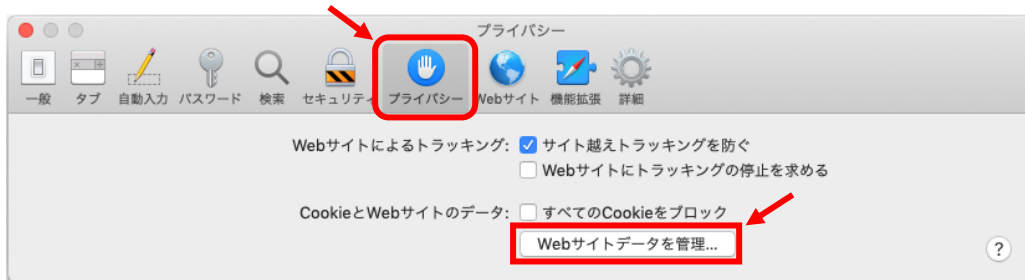 プライバシー
一般 タブ 自動入力 パスワード 検索 セキュリティ プライバシー Webサイト 機能拡張 詳細
Webサイトによるトラッキング: サイト越えトラッキングを防ぐ
Webサイトにトラッキングの停止を求める
CookieとWebサイトのデータ: すべてのCookieをブロック
Webサイトデータを管理...
?